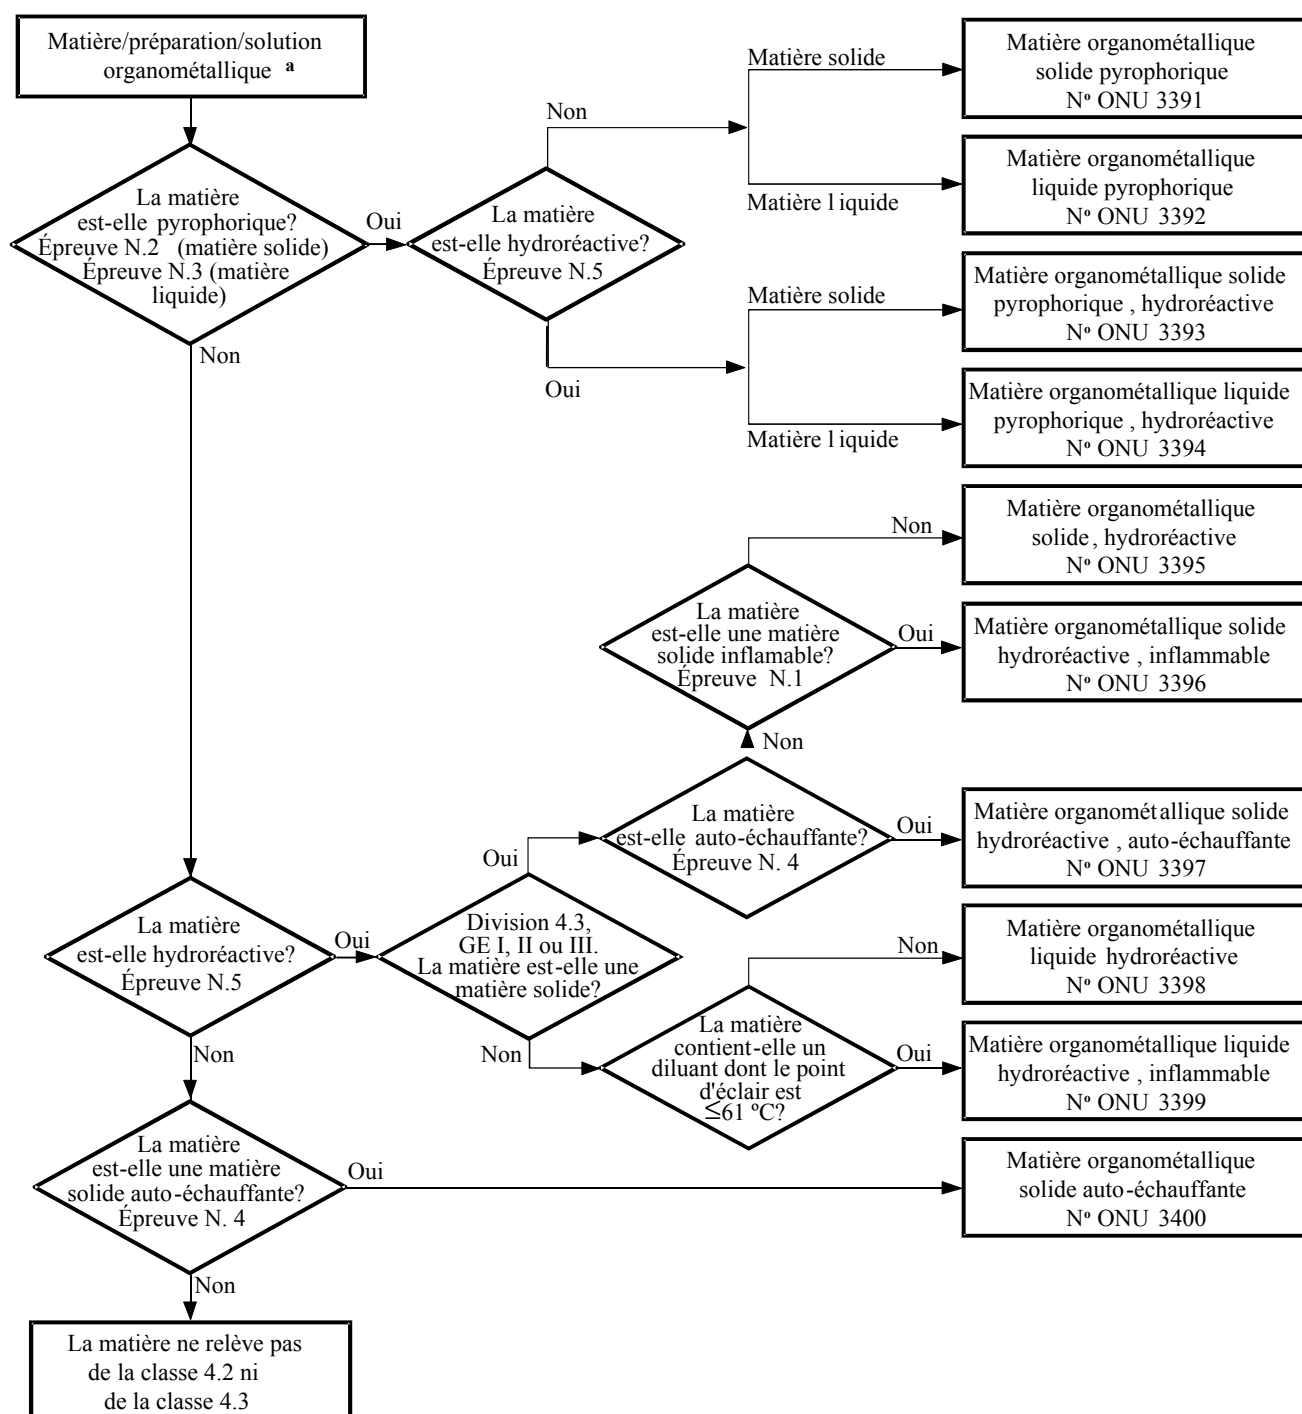 Matière/préparation/solution
organométallique a
La matière
est-elle pyrophorique?
Épreuve N.2 (matière solide)
Épreuve N.3 (matière
liquide)
Oui
Non
La matière
est-elle hydroréactive?
Épreuve N.5
Non
Oui
Matière solide
Matière l iquide
Matière organométallique
solide pyrophorique
Nº ONU 3391
Matière organométallique
liquide pyrophorique
Nº ONU 3392
Matière solide
Matière l iquide
Matière organométallique solide
pyrophorique , hydroréactive
Nº ONU 3393
Matière organométallique liquide
pyrophorique , hydroréactive
Nº ONU 3394
Non
Matière organométallique
solide , hydroréactive
Nº ONU 3395
La matière
est-elle une matière
solide inflamable?
Épreuve N.1
Oui
Matière organométallique solide
hydroréactive , inflammable
Nº ONU 3396
Non
La matière
est-elle auto-échauffante?
Épreuve N. 4
Oui
Matière organométallique solide
hydroréactive , auto-échauffante
Nº ONU 3397
Oui
La matière
est-elle hydroréactive?
Épreuve N.5
Oui
Division 4.3,
GE I, II ou III.
La matière est-elle une
matière solide?
Non
Non
Matière organométallique
liquide hydroréactive
Nº ONU 3398
La matière
contient-elle un
diluant dont le point
d'éclair est
≤61 ºC?
Oui
Matière organométallique liquide
hydroréactive , inflammable
Nº ONU 3399
Non
La matière
est-elle une matière
solide auto-échauffante?
Épreuve N. 4
Oui
Matière organométallique
solide auto-échauffante
Nº ONU 3400
Non
La matière ne relève pas
de la classe 4.2 ni
de la classe 4.3